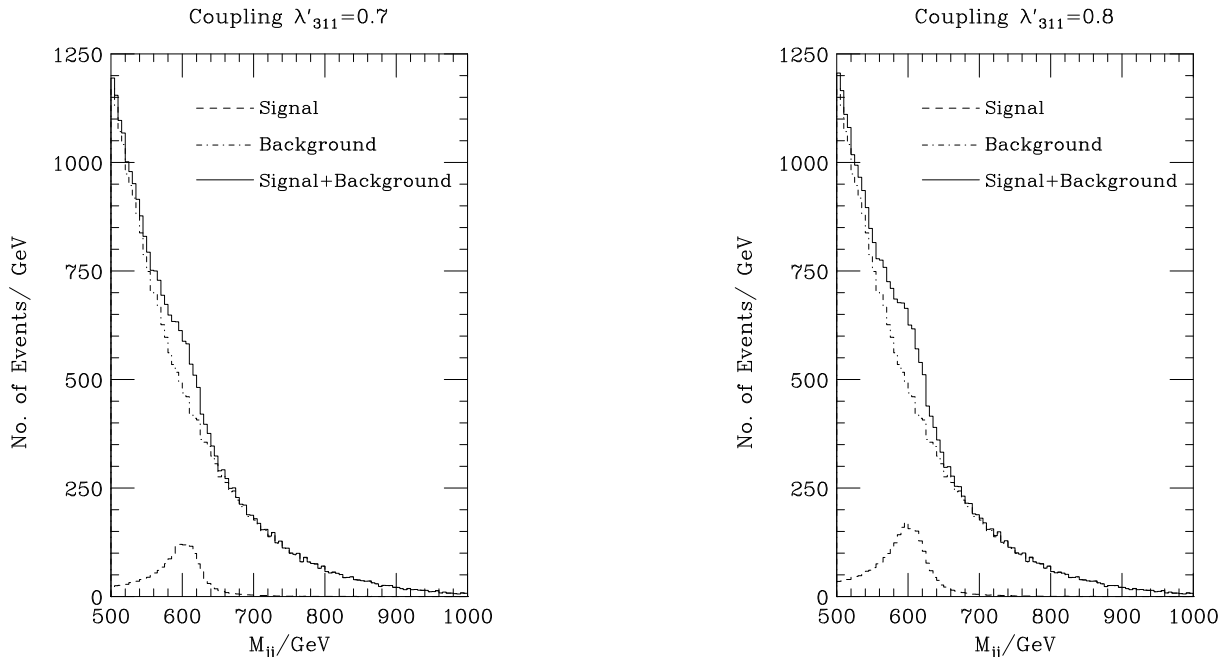 Coupling λ′311=0.7
No. of Events/ GeV
1250
1000
750
500
250
0
Signal
Background
Signal+Background
500 600 700 800 900 1000
Mjj/GeV
Coupling λ′311=0.8
No. of Events/ GeV
1250
1000
750
500
250
0
Signal
Background
Signal+Background
500 600 700 800 900 1000
Mjj/GeV